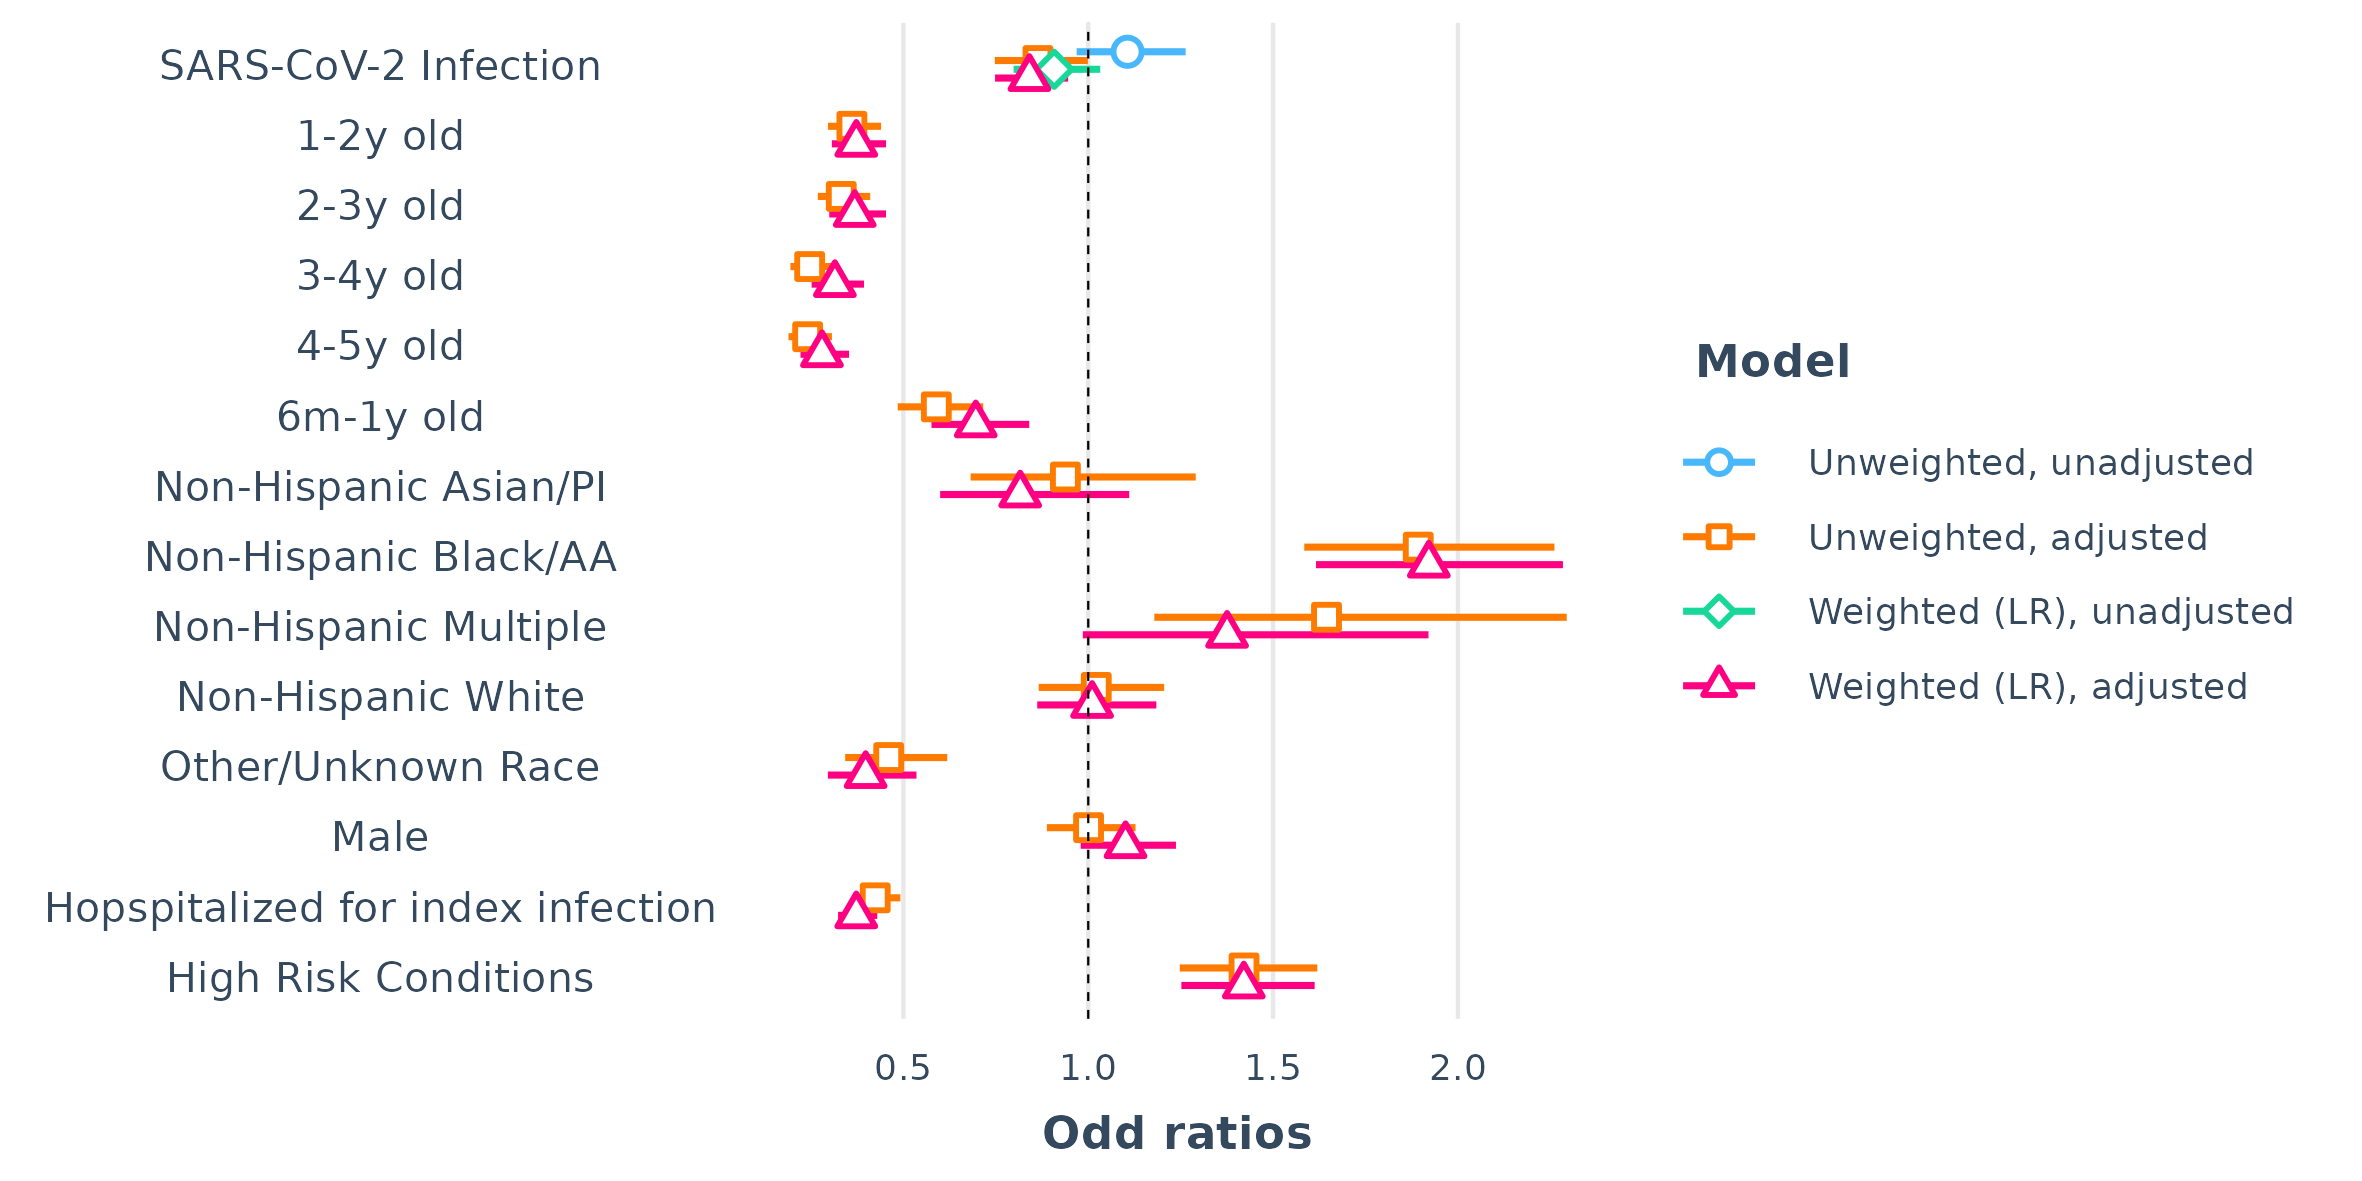 SARS-CoV-2 Infection
1-2y old
2-3y old
3-4y old
4-5y old
6m-1y old
Non-Hispanic Asian/PI
Non-Hispanic Black/AA
Non-Hispanic Multiple
Non-Hispanic White
Other/Unknown Race
Male
Hopspitalized for index infection
High Risk Conditions
0.5 1.0 1.5 2.0
Odd ratios
Model
Unweighted, unadjusted
Unweighted, adjusted
Weighted (LR), unadjusted
Weighted (LR), adjusted